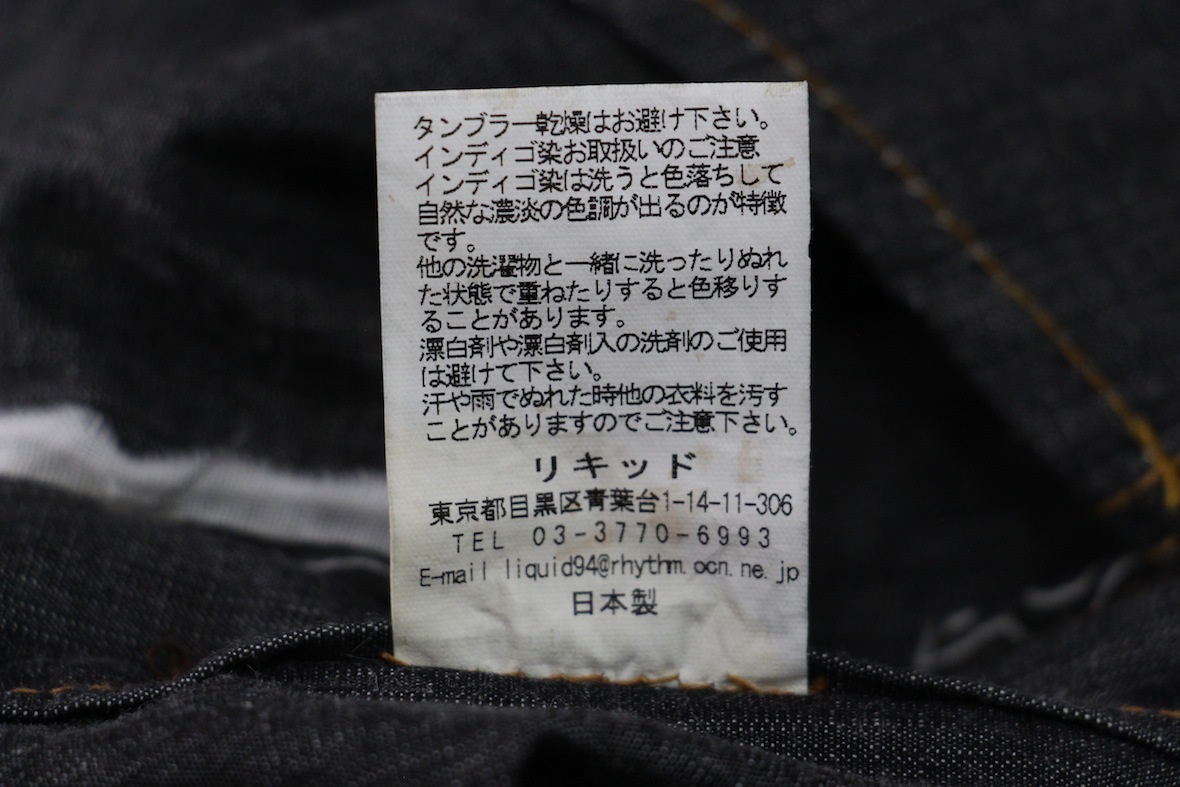 タンブラー乾燥はお避け下さい。
インディゴ染お取扱いのご注意
インディゴ染は洗うと色落ちして
自然な濃淡の色調が出るのが特徴
です。
他の洗濯物と一緒に洗ったりぬれ
た状態で重ねたりすると色移りす
ることがあります。
漂白剤や漂白剤入の洗剤のご使用
は避けて下さい。
汗や雨でぬれた時他の衣料を汚す
ことがありますのでご注意下さい。
リキッド
東京都目黒区青葉台1-14-11-306
TEL 03-3770-6993
E-mail liquid94@rhythm.ocn.ne.jp
日本製